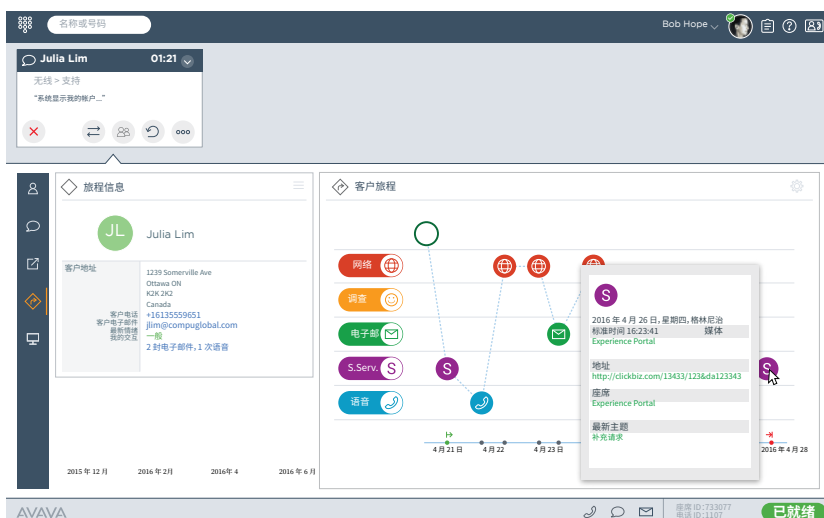 名称或号码
Bob Hope
Julia Lim 01:21
无线 > 支持
“系统显示我的帐户...”
旅程信息
JL
Julia Lim
客户地址
1239 Somerville Ave
Ottawa ON
K2K 2K2
Canada
客户电话 +16135559651
客户电子邮件 jlim@compuglobal.com
最新情绪 一般
我的交互 2 封电子邮件, 1 次语音
2015 年 12 月 2016 年 2月 2016年 4 2016 年 6 月
客户旅程
网络
调查
电子邮
S.Serv. S
语音
S
S
4 月 21 日 4 月 22 4 月 23 日 2016 年 4 月 28
S
2016 年 4 月 26 日, 星期四, 格林尼治
标准时间 16:23:41 媒体
Experience Portal
地址
http://clickbiz.com/13433/123&da123343
座席
Experience Portal
最新主题
补充请求
AVAYA
座席 ID:733077
电话 ID:1107
已就绪